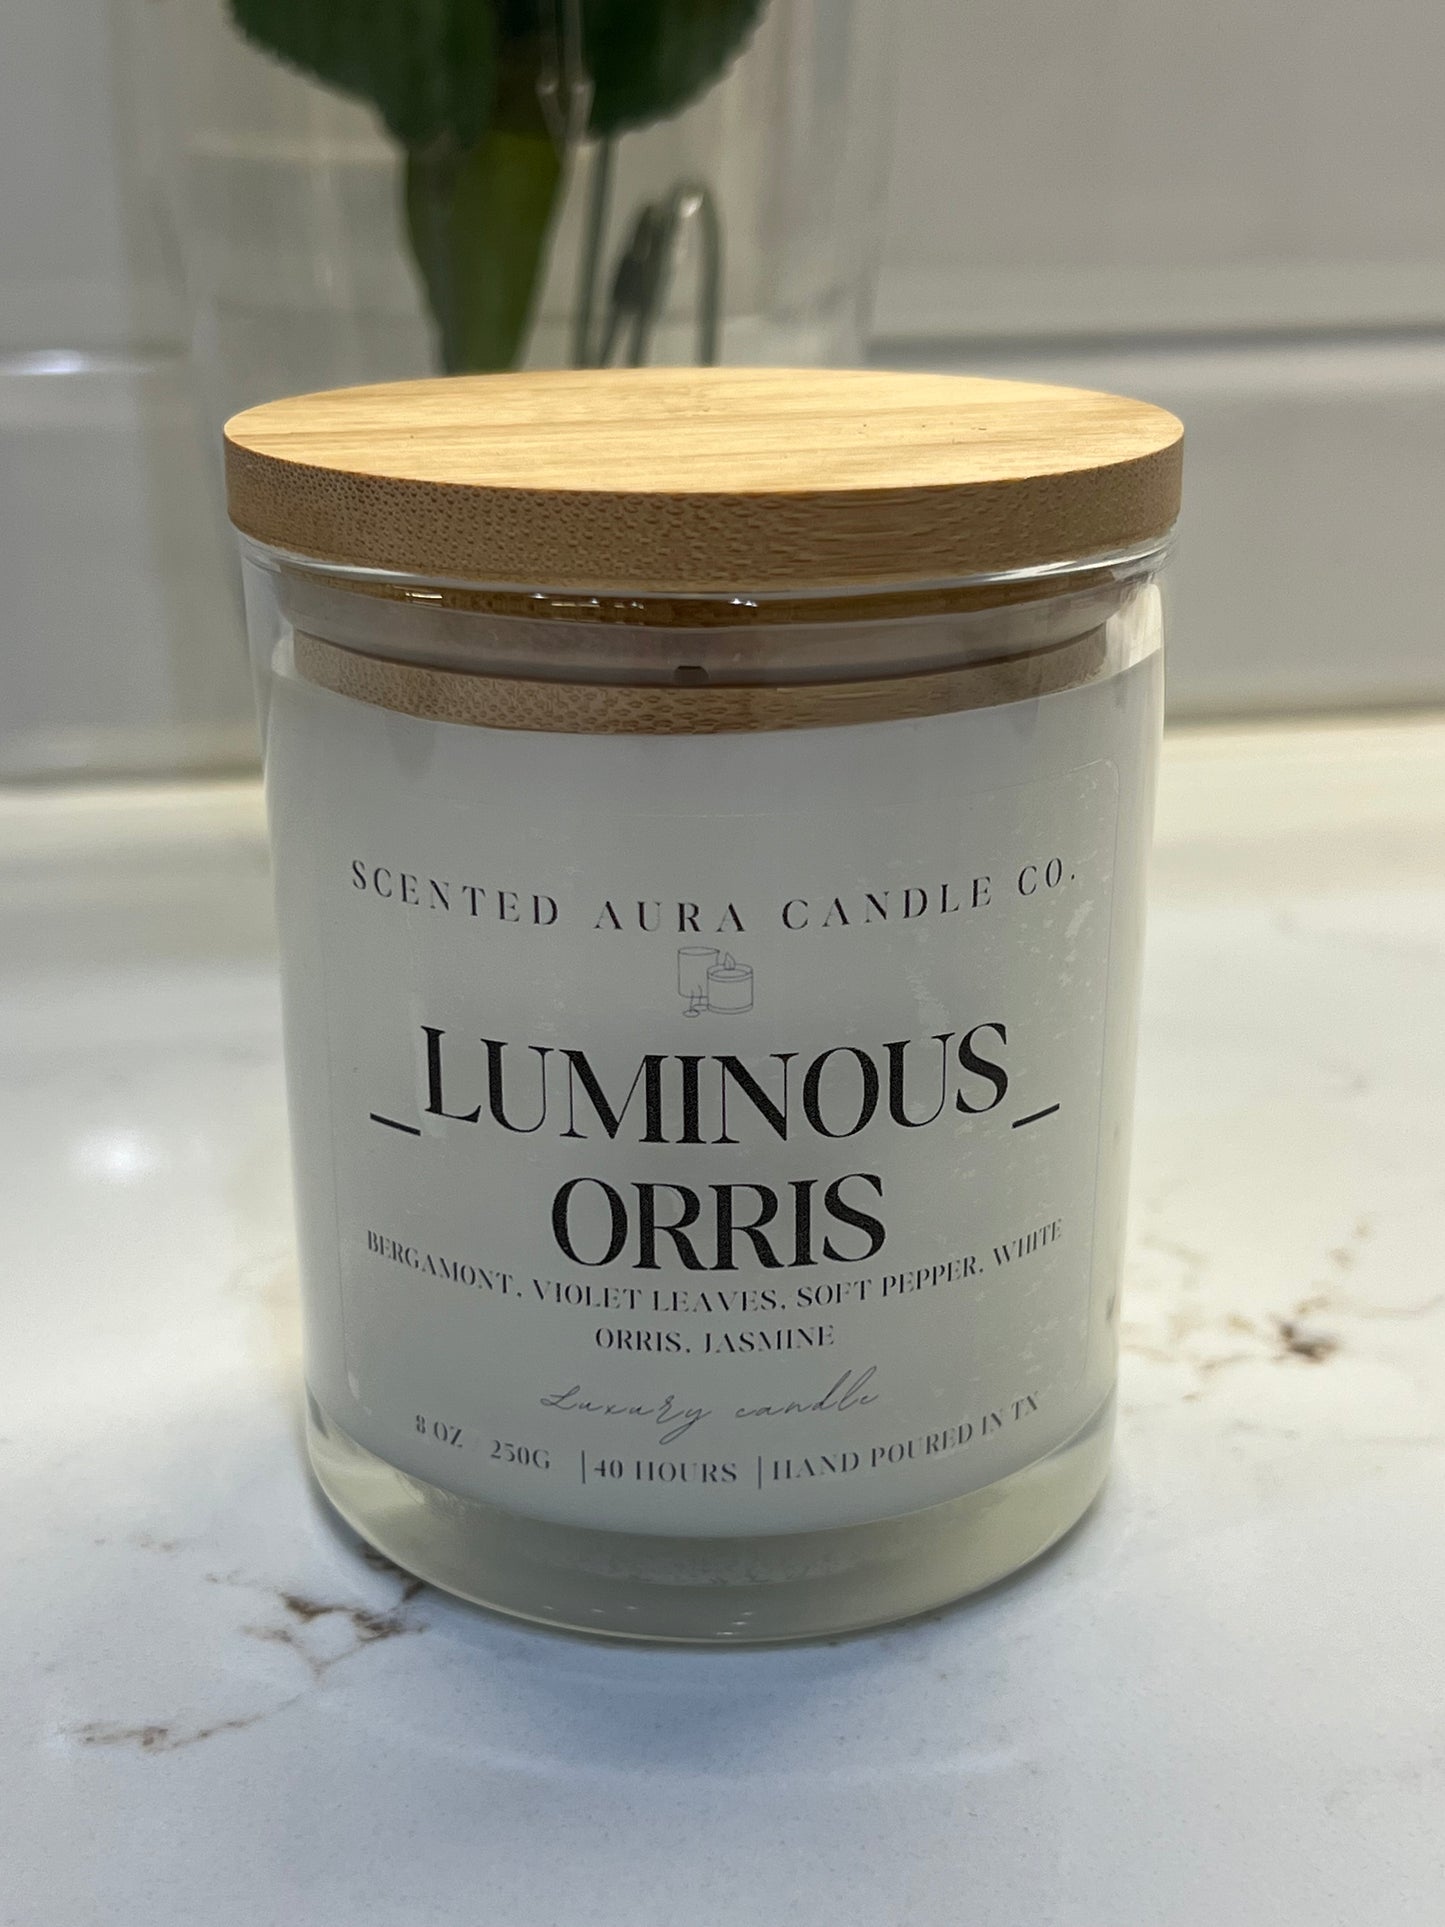 SCENTED AURA CANDLE CO.
_LUMINOUS_
ORRIS
BERGAMONT, VIOLET LEAVES, SOFT PEPPER, WHITE
ORRIS, JASMINE
Luxury candle
8 OZ 250G |40 HOURS |HAND POURED IN TX